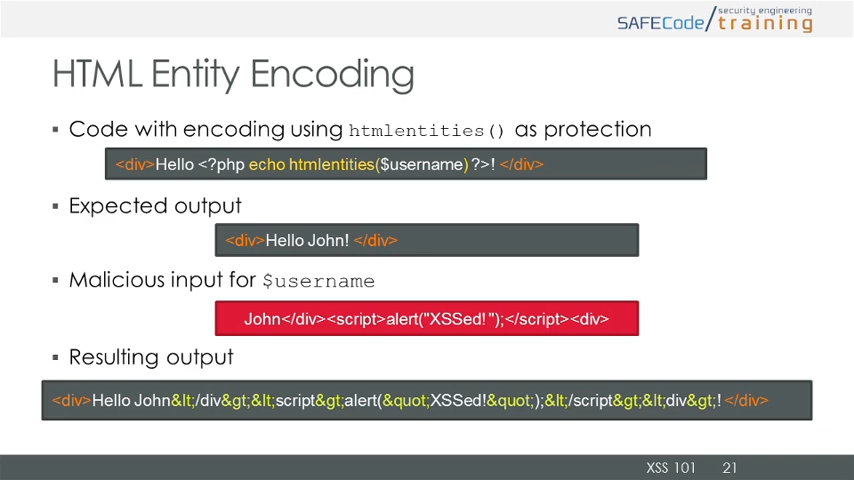 security engineering
SAFECode/training
HTML Entity Encoding
▪ Code with encoding using htmlentities() as protection
<div>Hello <?php echo htmlentities($username) ?>! </div>
▪ Expected output
<div>Hello John! </div>
▪ Malicious input for $username
John</div><script>alert("XSSed! ");</script><div>
▪ Resulting output
<div>Hello John&lt;/div&gt;&lt;script&gt;alert(&quot;XSSed!&quot;);&lt;/script&gt;&lt;div&gt;! </div>
XSS 101 21